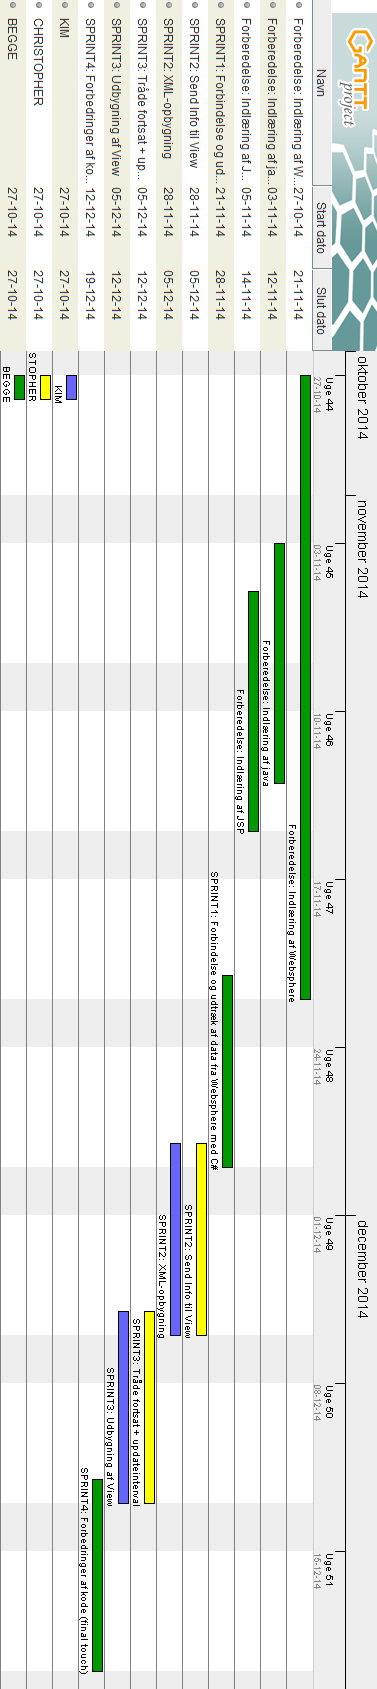 GANTT
project
Navn Start dato Slut dato
Forberedelse: Indlæring af W... 27-10-14 21-11-14
Forberedelse: Indlæring af ja... 03-11-14 12-11-14
Forberedelse: Indlæring af J... 05-11-14 14-11-14
SPRINT1: Forbindelse og ud... 21-11-14 28-11-14
SPRINT2: Send Info til View 28-11-14 05-12-14
SPRINT2: XML-opbygning 28-11-14 05-12-14
SPRINT3: Tråde fortsat + up... 05-12-14 12-12-14
SPRINT3: Udbygning af View 05-12-14 12-12-14
SPRINT4: Forbedringer af ko... 12-12-14 19-12-14
KIM 27-10-14 27-10-14
CHRISTOPHER 27-10-14 27-10-14
BEGGE 27-10-14 27-10-14
oktober 2014 november 2014 december 2014
Uge 44 Uge 45 Uge 46 Uge 47 Uge 48 Uge 49 Uge 50 Uge 51
27-10-14 03-11-14 10-11-14 17-11-14 24-11-14 01-12-14 08-12-14 15-12-14
Forberedelse: Indlæring af Websphere
Forberedelse: Indlæring af java
Forberedelse: Indlæring af JSP
SPRINT1: Forbindelse og udtræk af data fra Websphere med C#
SPRINT2: Send Info til View
SPRINT2: XML-opbygning
SPRINT3: Tråde fortsat + updateinterval
SPRINT3: Udbygning af View
SPRINT4: Forbedringer af kode (final touch)
KIM
STOPHER
BEGGE